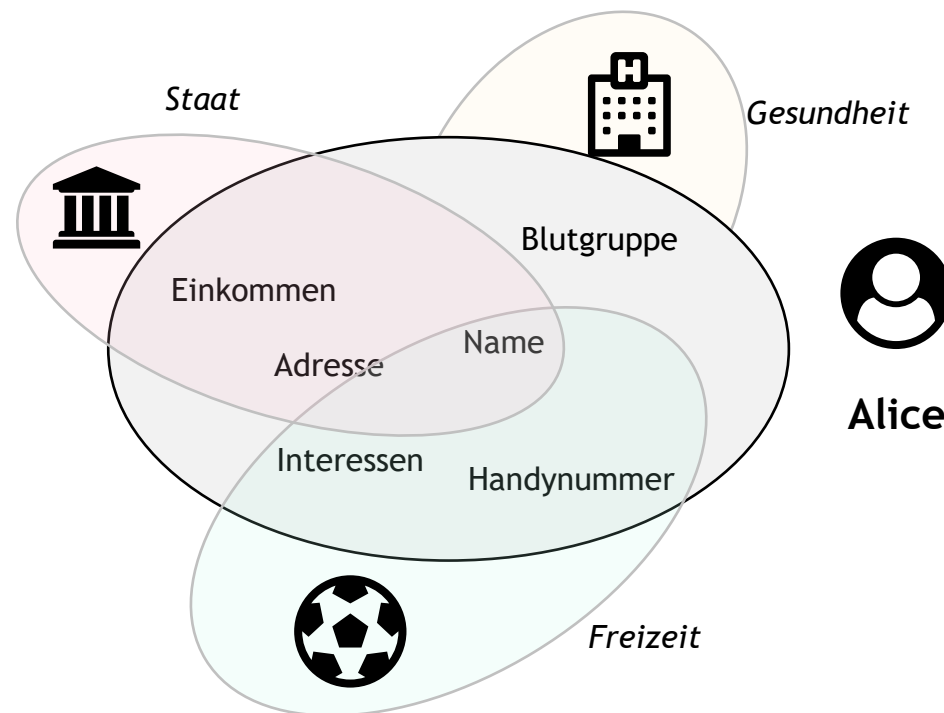 Staat
Gesundheit
H
Blutgruppe
Einkommen
Name
Adresse
Alice
Interessen
Handynummer
Freizeit